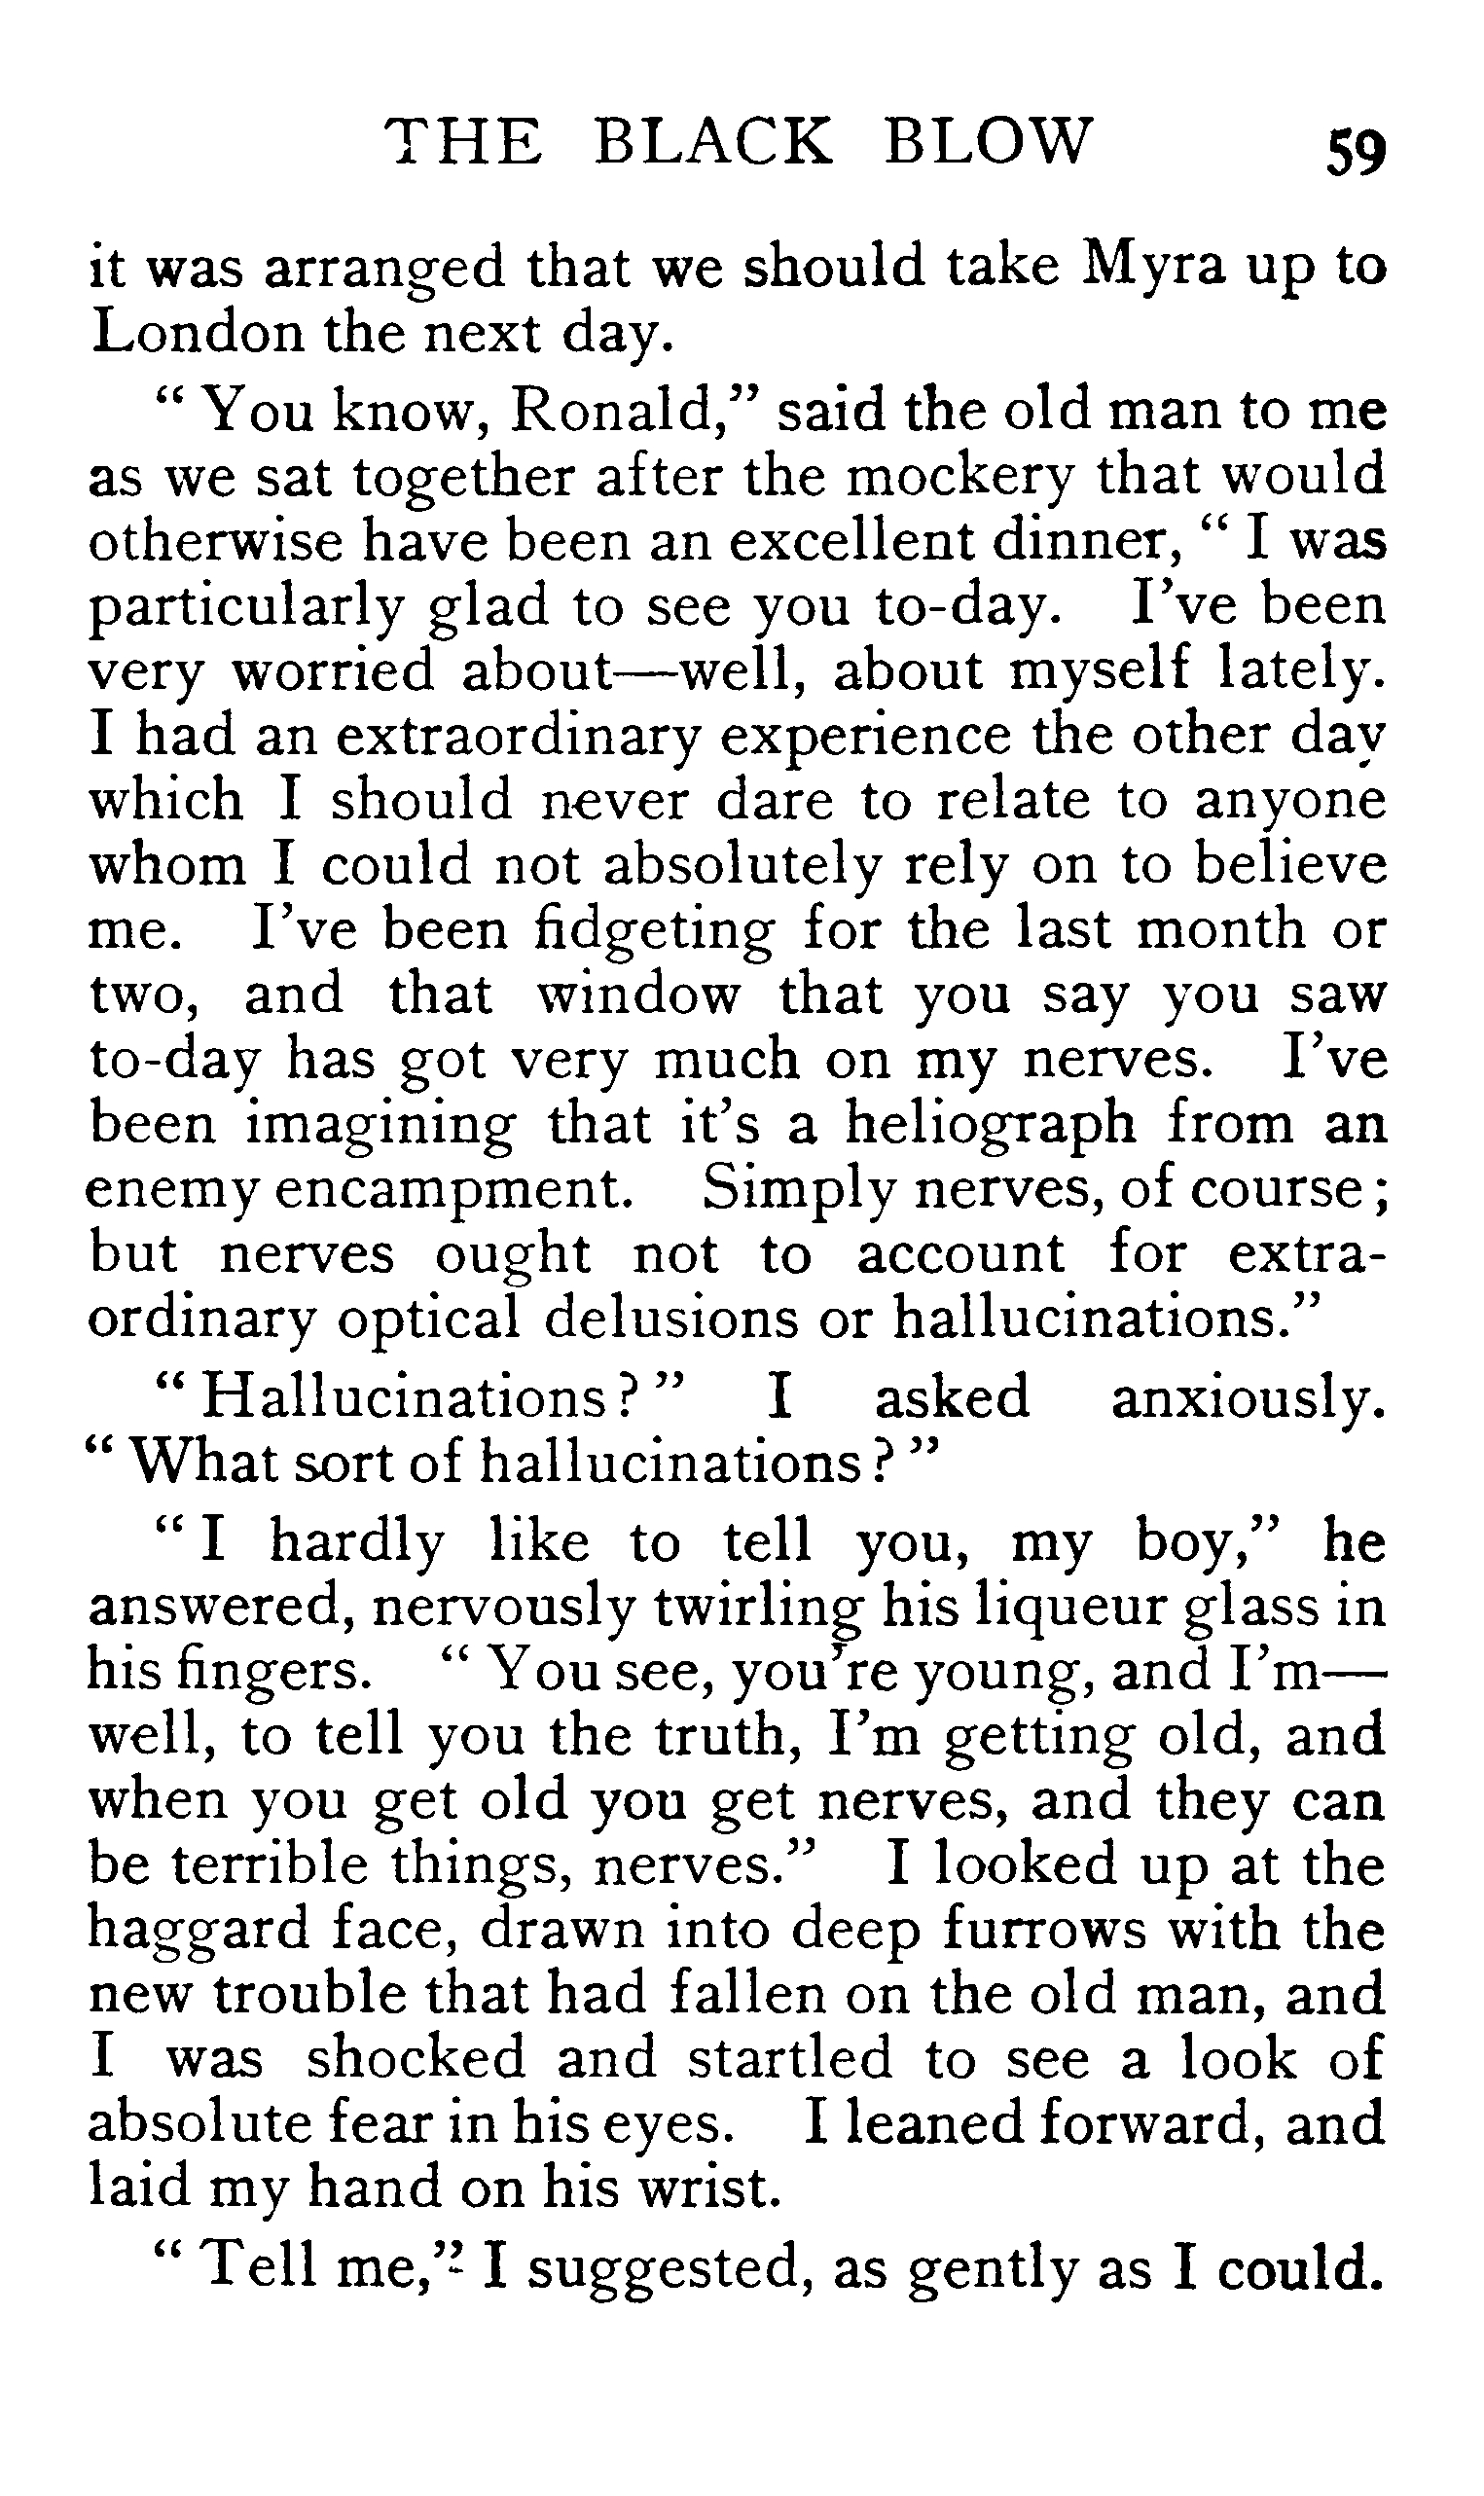 THE BLACK BLOW 59
it was arranged that we should take Myra up to
London the next day.
“ You know, Ronald,” said the old man to me
as we sat together after the mockery that would
otherwise have been an excellent dinner, “ I was
particularly glad to see you to-day. I’ve been
very worried about—well, about myself lately.
I had an extraordinary experience the other day
which I should never dare to relate to anyone
whom I could not absolutely rely on to believe
me. I’ve been fidgeting for the last month or
two, and that window that you say you saw
to-day has got very much on my nerves. I’ve
been imagining that it’s a heliograph from an
enemy encampment. Simply nerves, of course ;
but nerves ought not to account for extra-
ordinary optical delusions or hallucinations.”
“ Hallucinations ? ” I asked anxiously.
“ What sort of hallucinations ? ”
“ I hardly like to tell you, my boy,” he
answered, nervously twirling his liqueur glass in
his fingers. “ You see, you’re young, and I’m—
well, to tell you the truth, I’m getting old, and
when you get old you get nerves, and they can
be terrible things, nerves.” I looked up at the
haggard face, drawn into deep furrows with the
new trouble that had fallen on the old man, and
I was shocked and startled to see a look of
absolute fear in his eyes. I leaned forward, and
laid my hand on his wrist.
“ Tell me,” I suggested, as gently as I could.